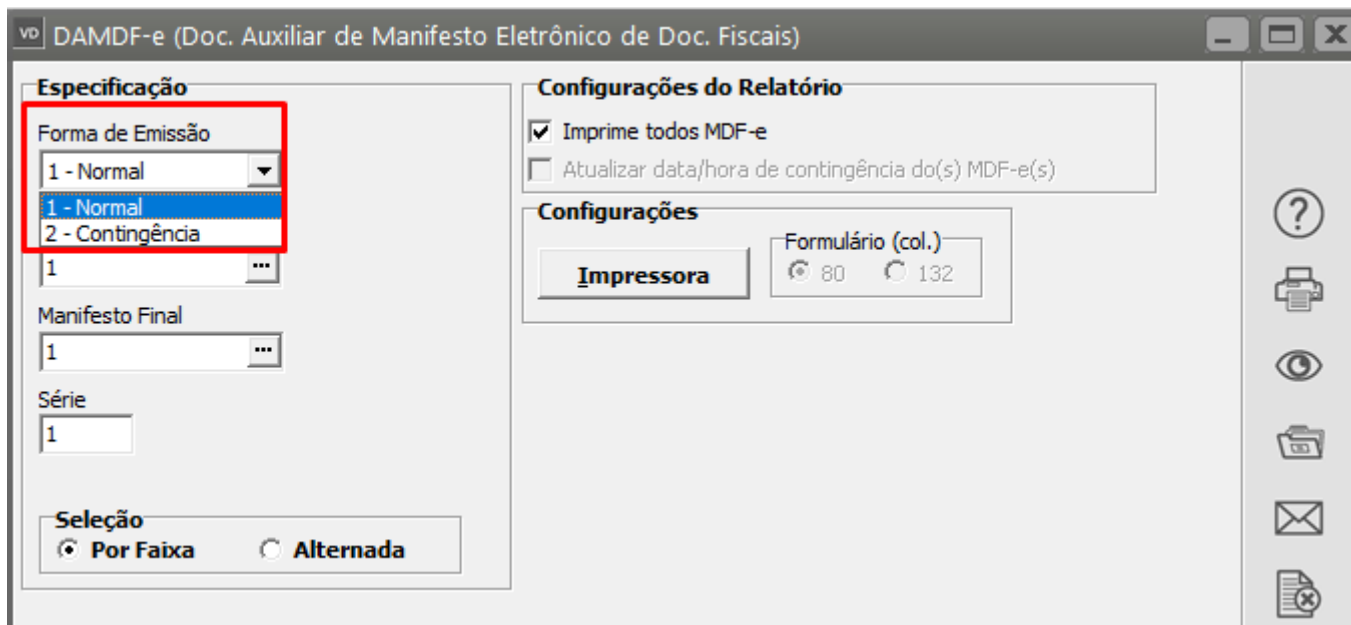 VD DAMDF-e (Doc. Auxiliar de Manifesto Eletrônico de Doc. Fiscais)
Especificação
Forma de Emissão
1 - Normal
1 - Normal
2 - Contingência
1 ...
Manifesto Final
1 ...
Série
1
Seleção
Por Faixa Alternada
Configurações do Relatório
Imprime todos MDF-e
Atualizar data/hora de contingência do(s) MDF-e(s)
Configurações
Impressora
Formulário (col.)
80 132
?